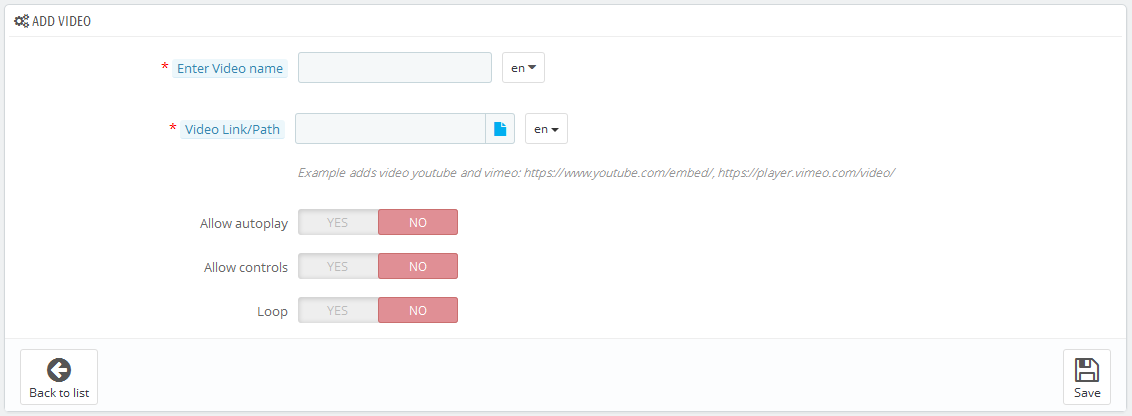 ADD VIDEO
* Enter Video name en
* Video Link/Path en
Example adds video youtube and vimeo: https://www.youtube.com/embed/, https://player.vimeo.com/video/
Allow autoplay YES NO
Allow controls YES NO
Loop YES NO
Back to list Save